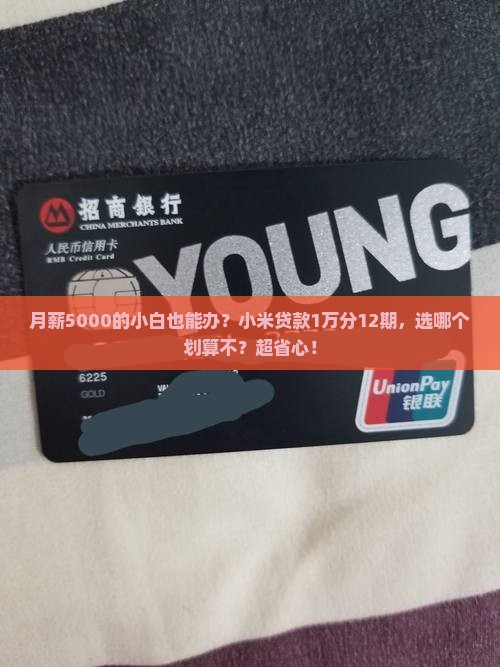 招商银行
CHINA MERCHANTS BANK
人民币信用卡
RMB Credit Card
YOUNG
月薪5000的小白也能办？小米贷款1万分12期，选哪个
划算不？超省心！
6225
GOLD
UnionPay
银联